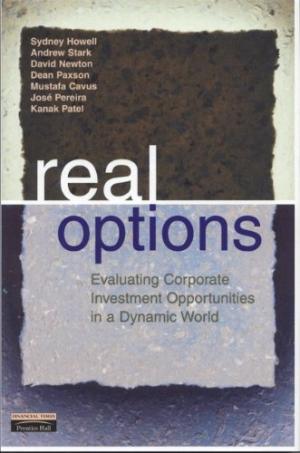 Sydney Howell
Andrew Stark
David Newton
Dean Paxson
Mustafa Cavus
José Pereira
Kanak Patel
real
options
Evaluating Corporate
Investment Opportunities
in a Dynamic World
FINANCIAL TIMES
Prentice Hall